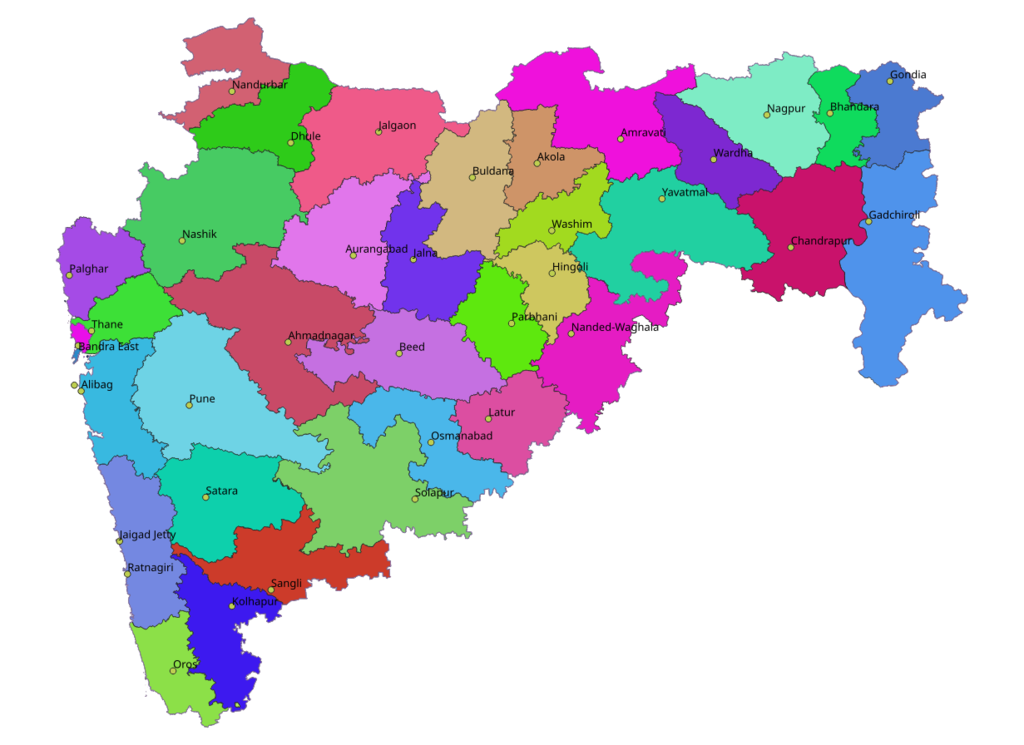 Gondia
Nandurbar
Nagpur
Bhandara
Jalgaon
Amravati
Dhule
Wardha
Akola
Buldana
Yavatmal
Gadchiroli
Washim
Nashik
Chandrapur
Aurangabad
Jalna
Palghar
Hingoli
Parbhani
Thane
Nanded-Waghala
Ahmadnagar
Bandra East
Beed
Alibag
Pune
Latur
Osmanabad
Satara
Solapur
Jaigad Jetty
Ratnagiri
Sangli
Kolhapur
Oros